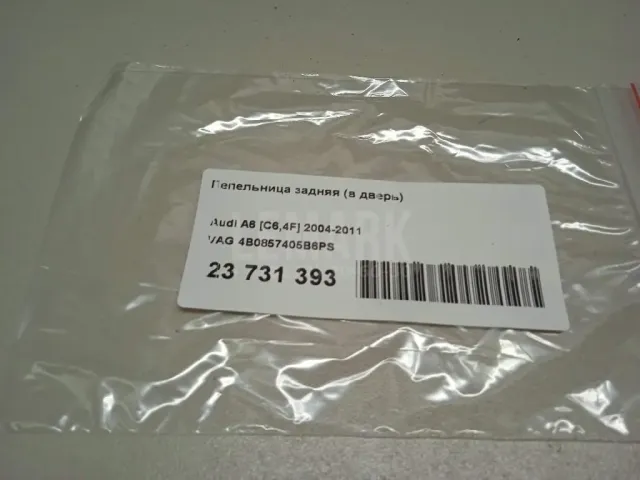 Пепельница задняя (в дверь)
Audi A6 [C6,4F] 2004-2011
VAG 4B0857405B6PS
23 731 393